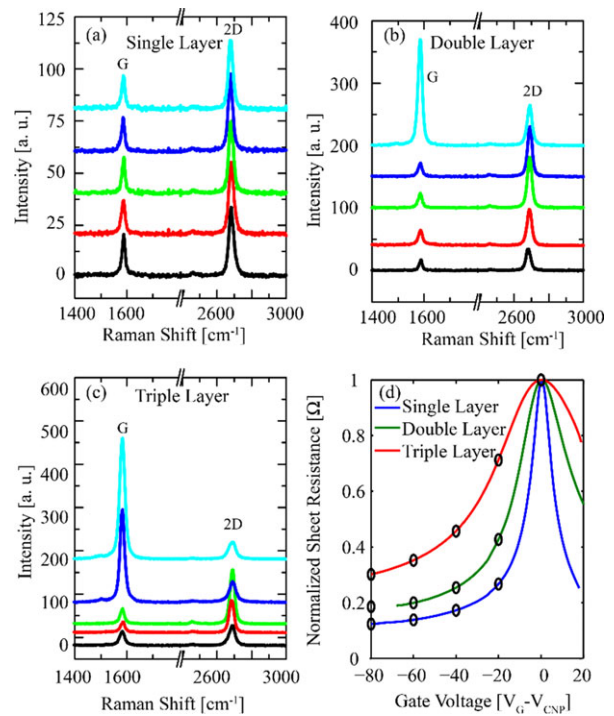 (a)
Single Layer
2D
G
125
100
75
50
25
0
Intensity [a. u.]
1400
1600
2600
3000
Raman Shift [cm-1]
(b)
Double Layer
G
2D
400
300
200
100
0
Intensity [a. u.]
1400
1600
2600
3000
Raman Shift [cm-1]
(c)
Triple Layer
G
2D
600
500
400
300
200
100
0
Intensity [a. u.]
1400
1600
2600
3000
Raman Shift [cm-1]
(d)
Single Layer
Double Layer
Triple Layer
1
0.8
0.6
0.4
0.2
0
Normalized Sheet Resistance [Ω]
−80
−60
−40
−20
0
20
Gate Voltage [VG-VCNP]